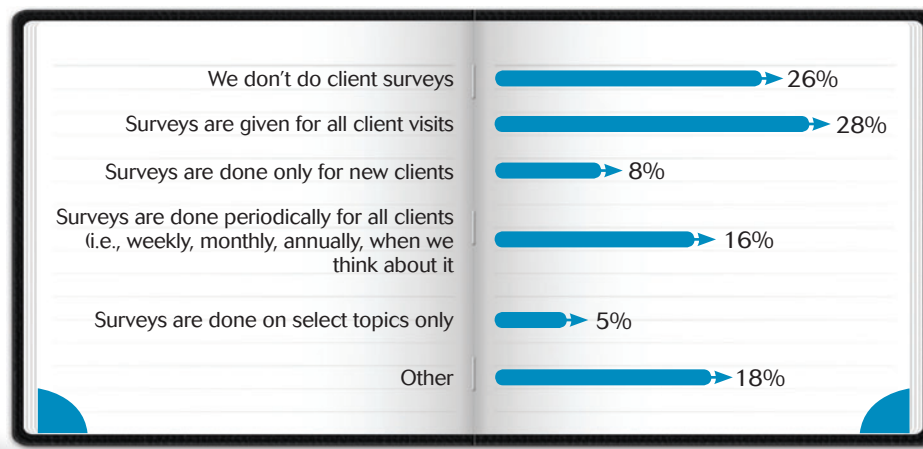 We don't do client surveys 26%
Surveys are given for all client visits 28%
Surveys are done only for new clients 8%
Surveys are done periodically for all clients
(i.e., weekly, monthly, annually, when we 16%
think about it
Surveys are done on select topics only 5%
Other 18%